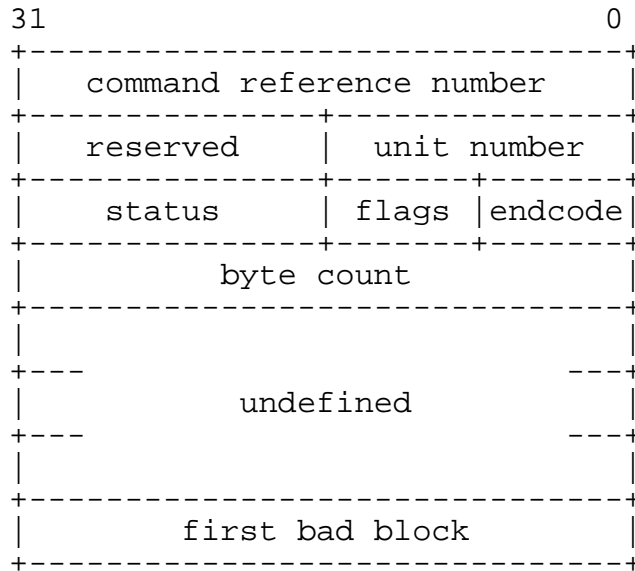 31 0
command reference number
reserved unit number
status flags endcode
byte count
undefined
first bad block